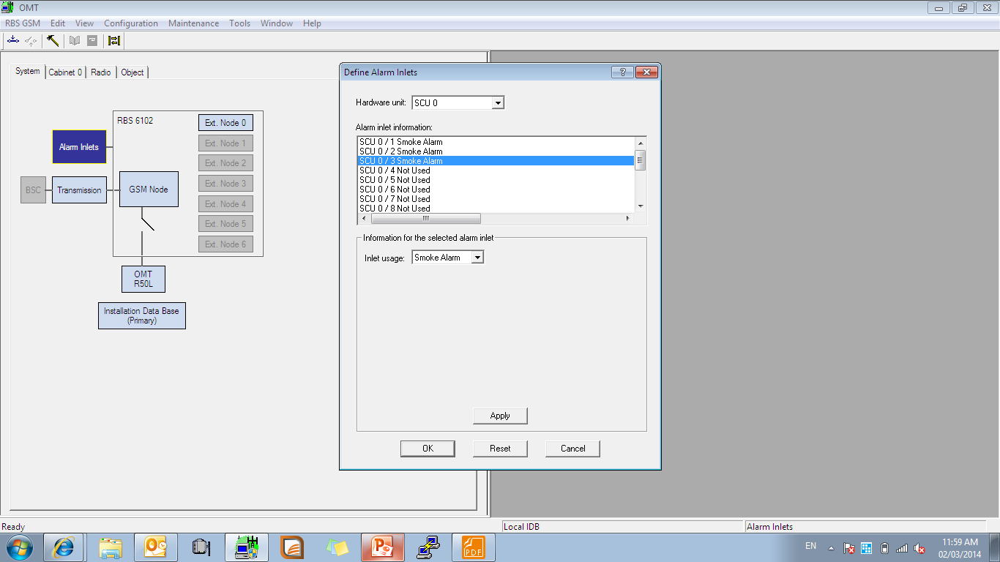 OMT
RBS GSM Edit View Configuration Maintenance Tools Window Help
System Cabinet 0 Radio Object
RBS 6102
Alarm Inlets
BSC
Transmission
GSM Node
Ext. Node 0
Ext. Node 1
Ext. Node 2
Ext. Node 3
Ext. Node 4
Ext. Node 5
Ext. Node 6
OMT
R50L
Installation Data Base
(Primary)
Define Alarm Inlets
Hardware unit: SCU 0
Alarm inlet information:
SCU 0 / 1 Smoke Alarm
SCU 0 / 2 Smoke Alarm
SCU 0 / 3 Smoke Alarm
SCU 0 / 4 Not Used
SCU 0 / 5 Not Used
SCU 0 / 6 Not Used
SCU 0 / 7 Not Used
SCU 0 / 8 Not Used
Information for the selected alarm inlet
Inlet usage: Smoke Alarm
Apply
OK Reset Cancel
Ready Local IDB Alarm Inlets
PDF
EN
11:59 AM
02/03/2014